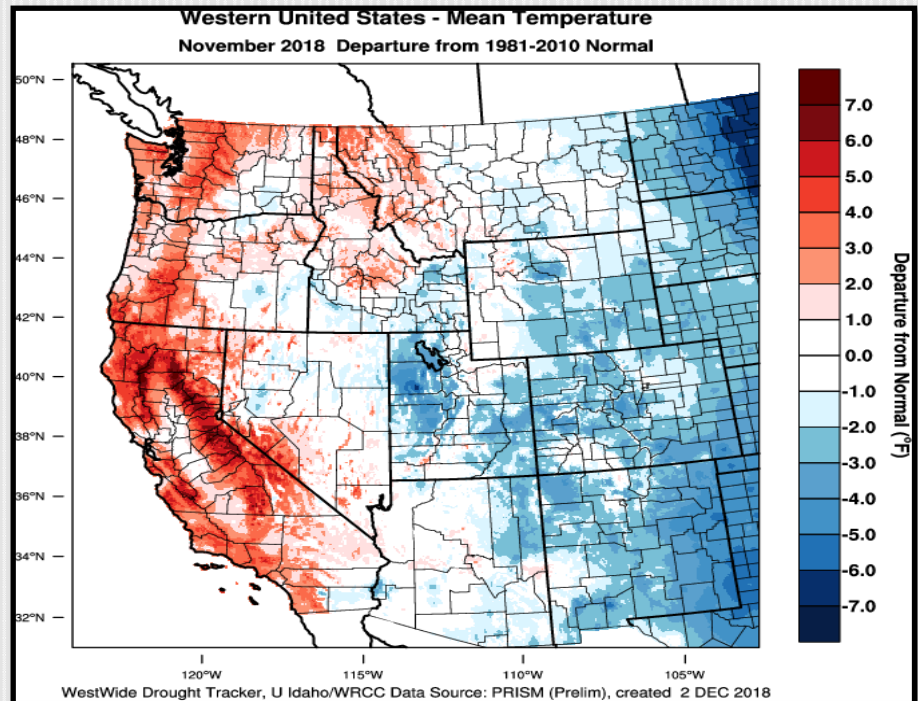 Western United States - Mean Temperature
November 2018 Departure from 1981-2010 Normal
50°N
48°N
46°N
44°N
42°N
40°N
38°N
36°N
34°N
32°N
120°W
115°W
110°W
105°W
7.0
6.0
5.0
4.0
3.0
2.0
1.0
0.0
-1.0
-2.0
-3.0
-4.0
-5.0
-6.0
-7.0
Departure from Normal (°F)
WestWide Drought Tracker, U Idaho/WRCC Data Source: PRISM (Prelim), created 2 DEC 2018